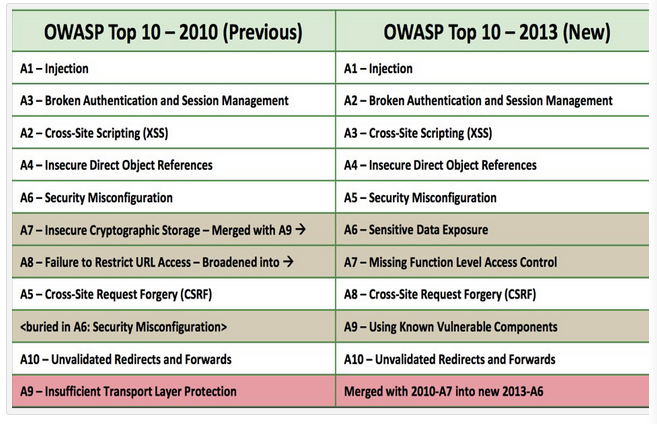 OWASP Top 10 – 2010 (Previous) OWASP Top 10 – 2013 (New)
A1 – Injection A1 – Injection
A3 – Broken Authentication and Session Management A2 – Broken Authentication and Session Management
A2 – Cross-Site Scripting (XSS) A3 – Cross-Site Scripting (XSS)
A4 – Insecure Direct Object References A4 – Insecure Direct Object References
A6 – Security Misconfiguration A5 – Security Misconfiguration
A7 – Insecure Cryptographic Storage – Merged with A9 → A6 – Sensitive Data Exposure
A8 – Failure to Restrict URL Access – Broadened into → A7 – Missing Function Level Access Control
A5 – Cross-Site Request Forgery (CSRF) A8 – Cross-Site Request Forgery (CSRF)
<buried in A6: Security Misconfiguration> A9 – Using Known Vulnerable Components
A10 – Unvalidated Redirects and Forwards A10 – Unvalidated Redirects and Forwards
A9 – Insufficient Transport Layer Protection Merged with 2010-A7 into new 2013-A6